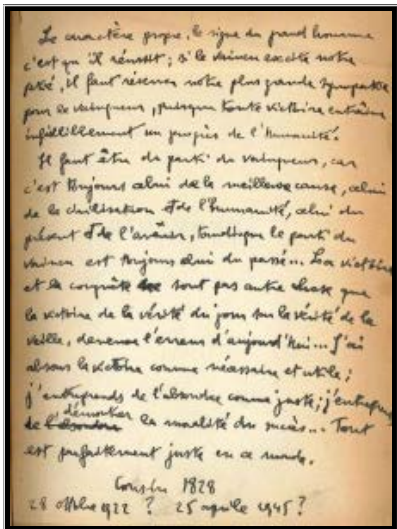 Le caractère propre, le signe du grand homme
c'est qu'il réussit ; si le vaincu excite notre
pitié, il faut réserver notre plus grande sympathie
pour le vainqueur, puisque toute victoire entraîne
infailliblement un progrès de l'Humanité.
Il faut être du parti du vainqueur, car
c'est toujours celui de la meilleure cause, celui
de la civilisation et de l'humanité, celui du
présent et de l'avenir, tandis que le parti du
vaincu est toujours celui du passé... La victoire
et la conquête ne sont pas autre chose que
la victoire de la vérité du jour sur la vérité de la
veille, devenue l'erreur d'aujourd'hui... J'ai
absous la victoire comme nécessaire et utile ;
j'entreprends de l'absoudre comme juste ; j'entreprends
de l'absoudre démontrer la moralité du succès... Tout
est parfaitement juste en ce monde.
Cousin 1828
28 ottobre 1922 ? 25 aprile 1945 ?